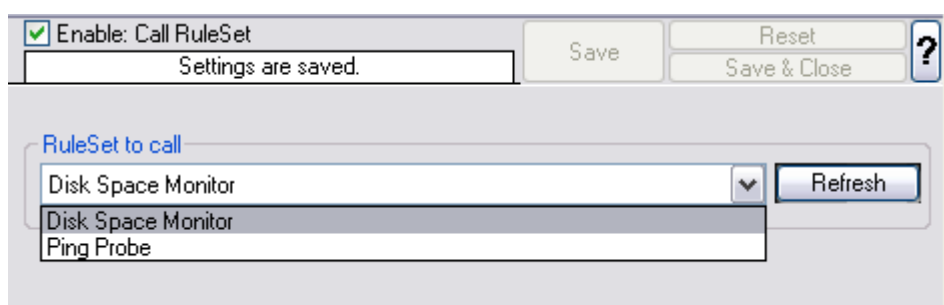 Enable: Call RuleSet
Settings are saved.
Save
Reset
Save & Close
?
RuleSet to call
Disk Space Monitor
Refresh
Disk Space Monitor
Ping Probe